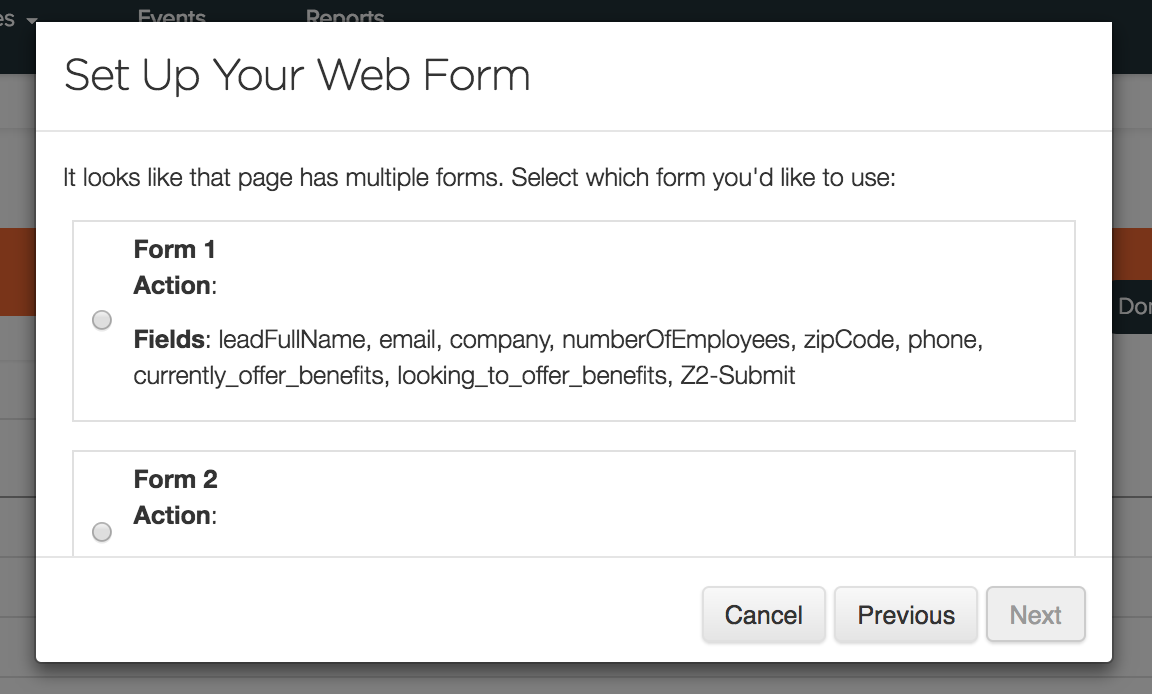 es
Events
Reports
Set Up Your Web Form
It looks like that page has multiple forms. Select which form you'd like to use:
Form 1
Action:
Fields: leadFullName, email, company, numberOfEmployees, zipCode, phone,
currently_offer_benefits, looking_to_offer_benefits, Z2-Submit
Dor
Form 2
Action:
Cancel
Previous
Next